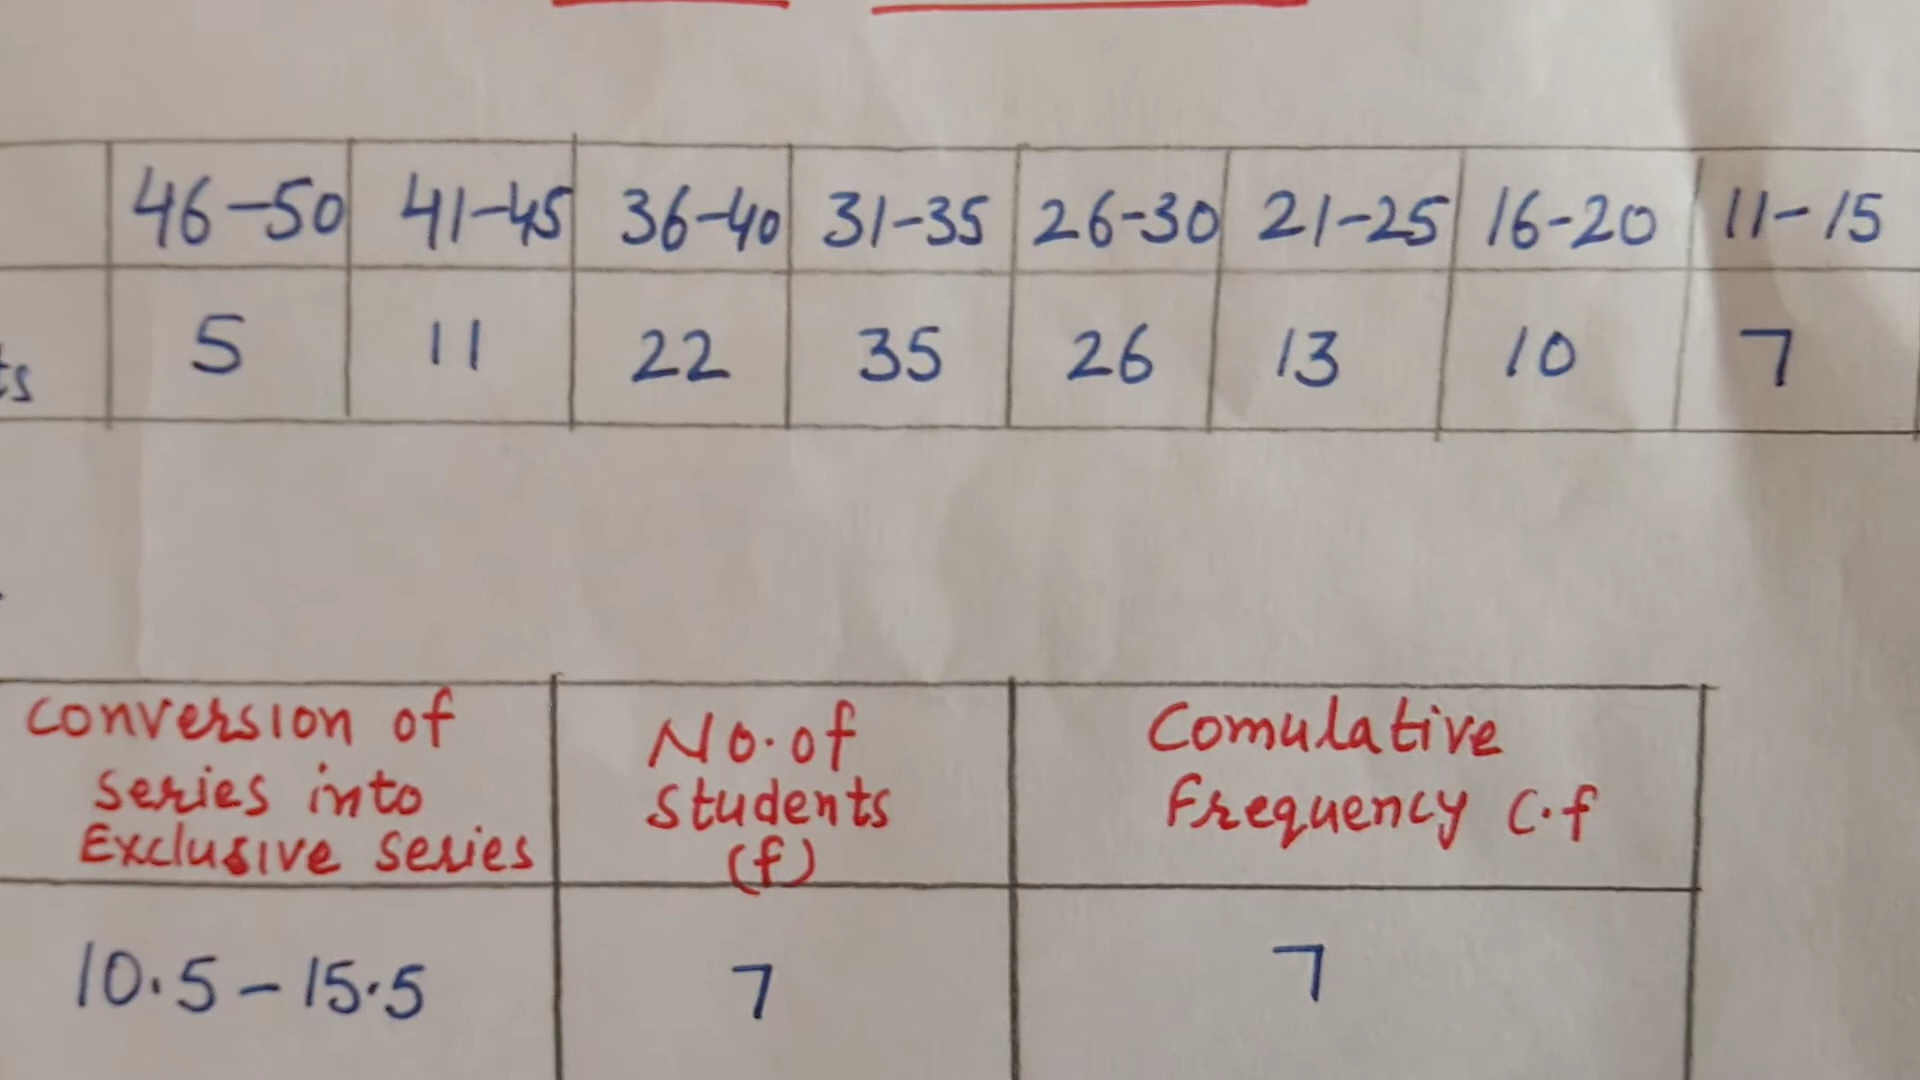 46-50 41-45 36-40 31-35 26-30 21-25 16-20 11-15
5 11 22 35 26 13 10 7
Conversion of
Series into
Exclusive Series
No. of
Students
(f)
Comulative
Frequency C.f
10.5-15.5 7 7